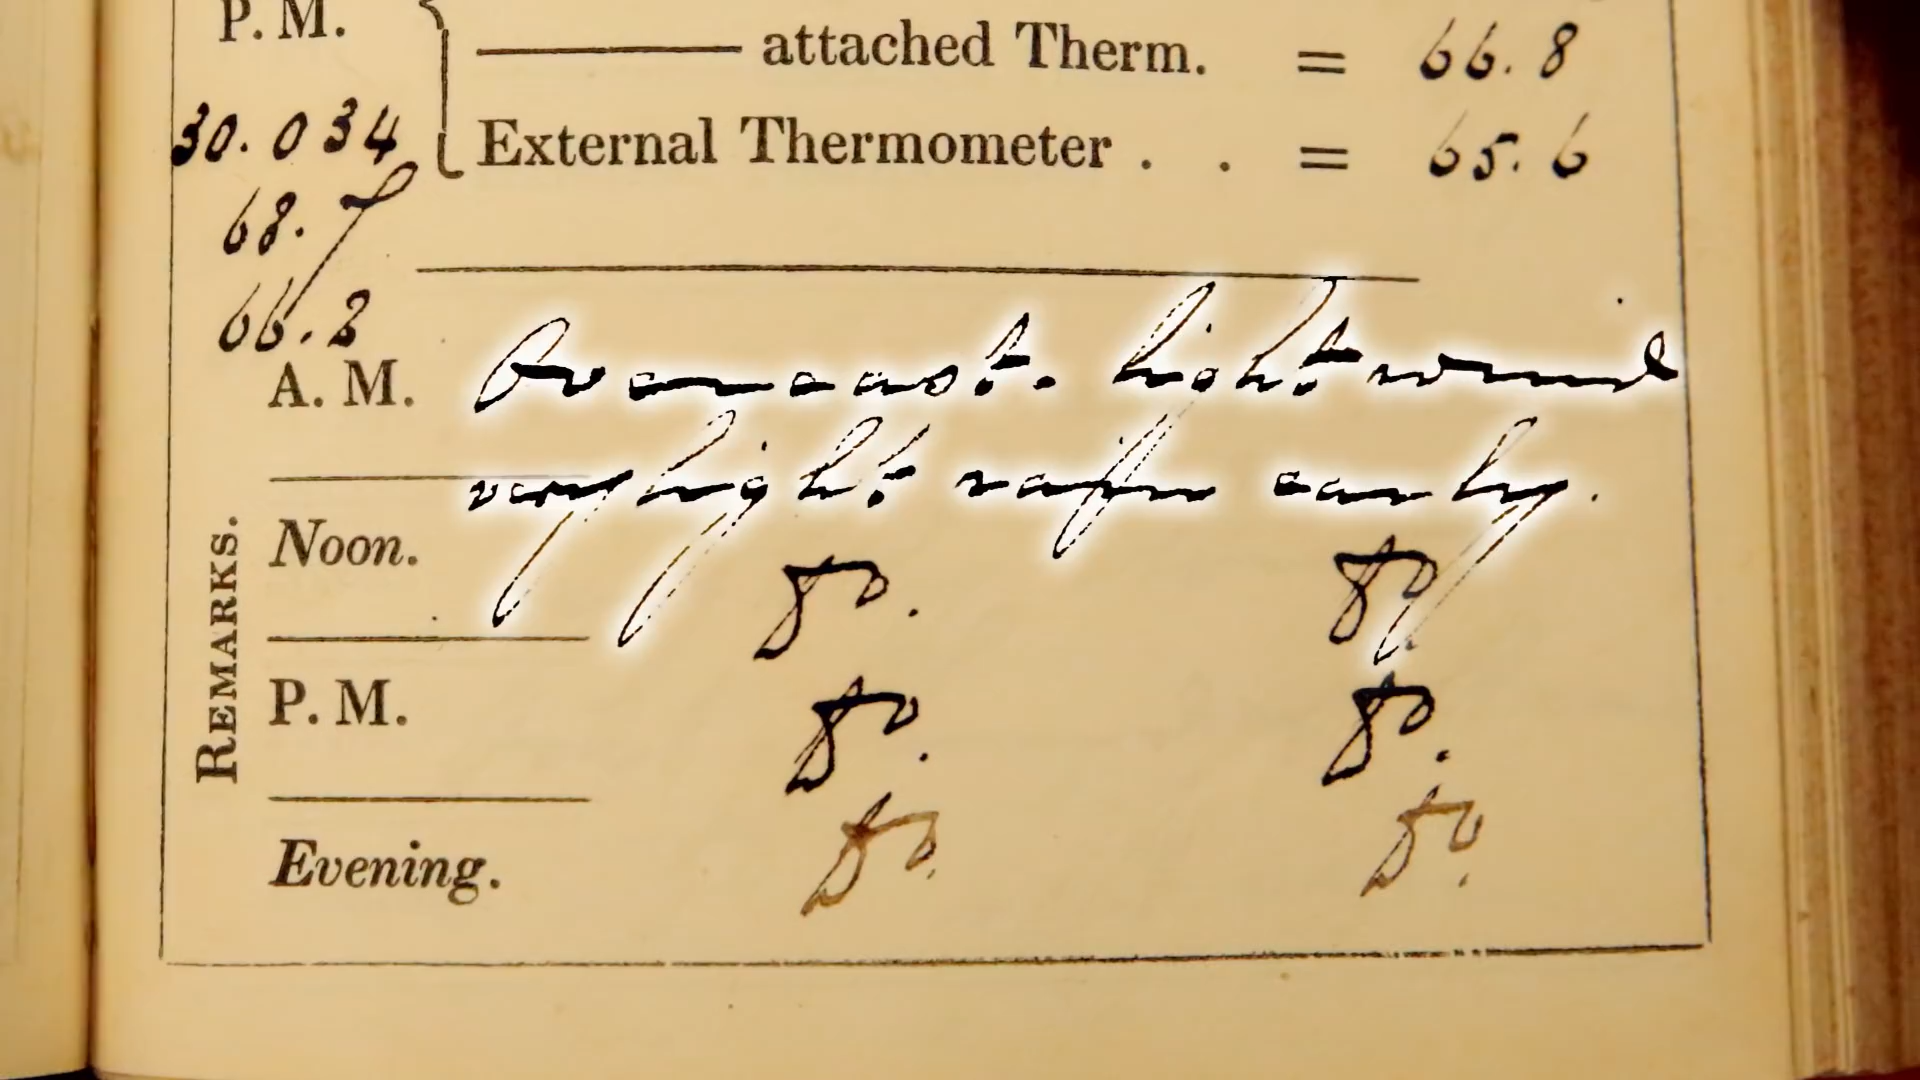 P. M.
——— attached Therm. = 66.8
30.034
External Thermometer . . = 65.6
68.7
66.2
A. M. Overcast. light wind
very light rain early.
REMARKS.
Noon. Do. Do
P. M. Do. Do.
Evening. Do. Do.